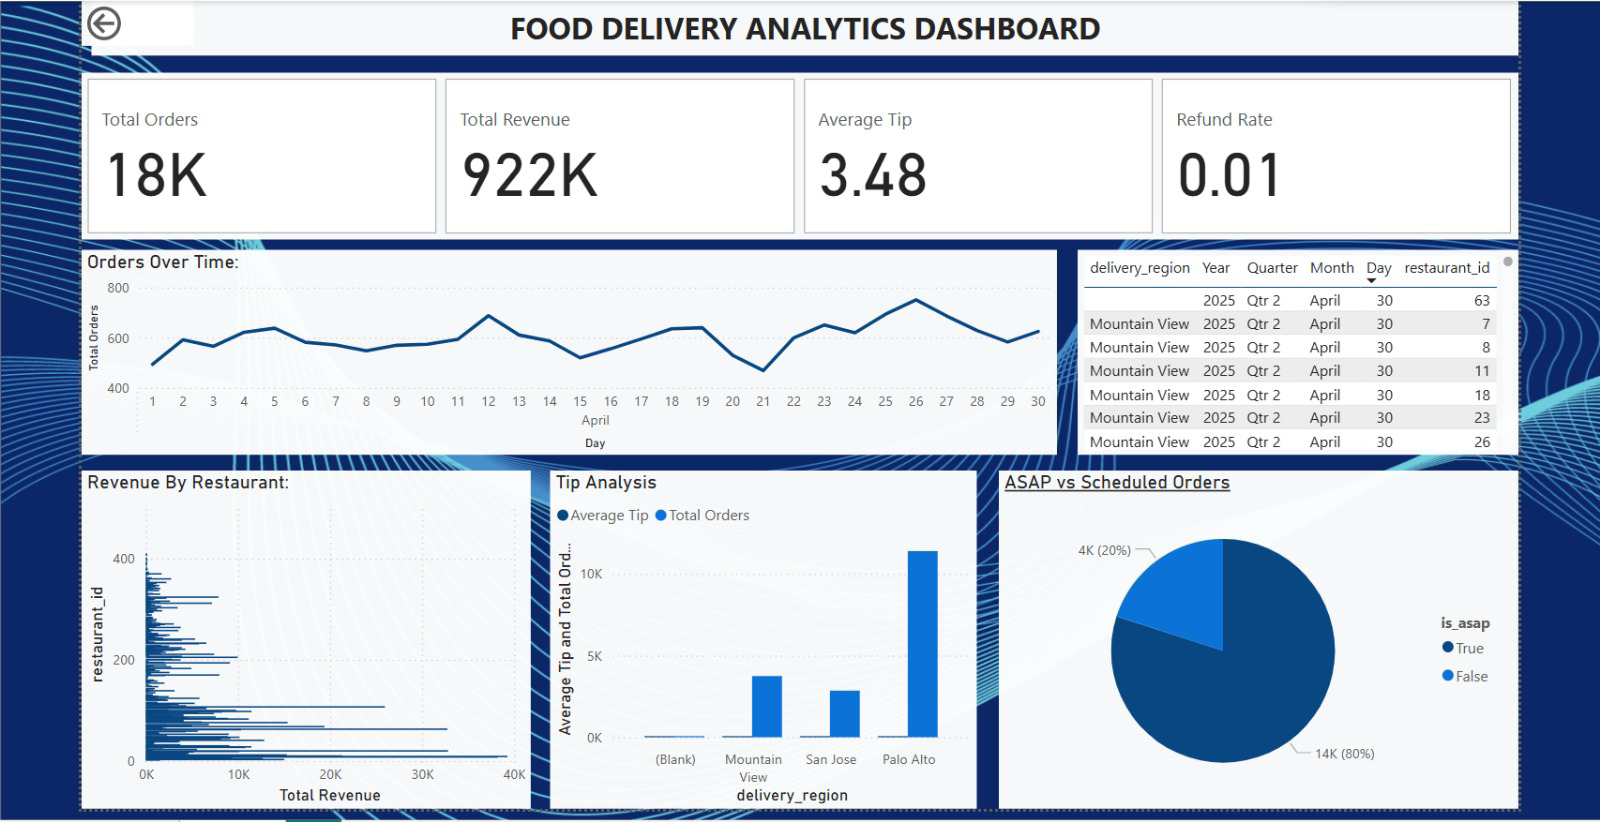 FOOD DELIVERY ANALYTICS DASHBOARD
Total Orders
18K
Total Revenue
922K
Average Tip
3.48
Refund Rate
0.01
Orders Over Time:
Total Orders
800
600
400
1 2 3 4 5 6 7 8 9 10 11 12 13 14 15 16 17 18 19 20 21 22 23 24 25 26 27 28 29 30
April
Day
delivery_region Year Quarter Month Day restaurant_id
2025 Qtr 2 April 30 63
Mountain View 2025 Qtr 2 April 30 7
Mountain View 2025 Qtr 2 April 30 8
Mountain View 2025 Qtr 2 April 30 11
Mountain View 2025 Qtr 2 April 30 18
Mountain View 2025 Qtr 2 April 30 23
Mountain View 2025 Qtr 2 April 30 26
Revenue By Restaurant:
restaurant_id
400
200
0
0K 10K 20K 30K 40K
Total Revenue
Tip Analysis
Average Tip Total Orders
Average Tip and Total Ord...
10K
5K
0K
(Blank) Mountain San Jose Palo Alto
View
delivery_region
ASAP vs Scheduled Orders
4K (20%)
14K (80%)
is_asap
True
False